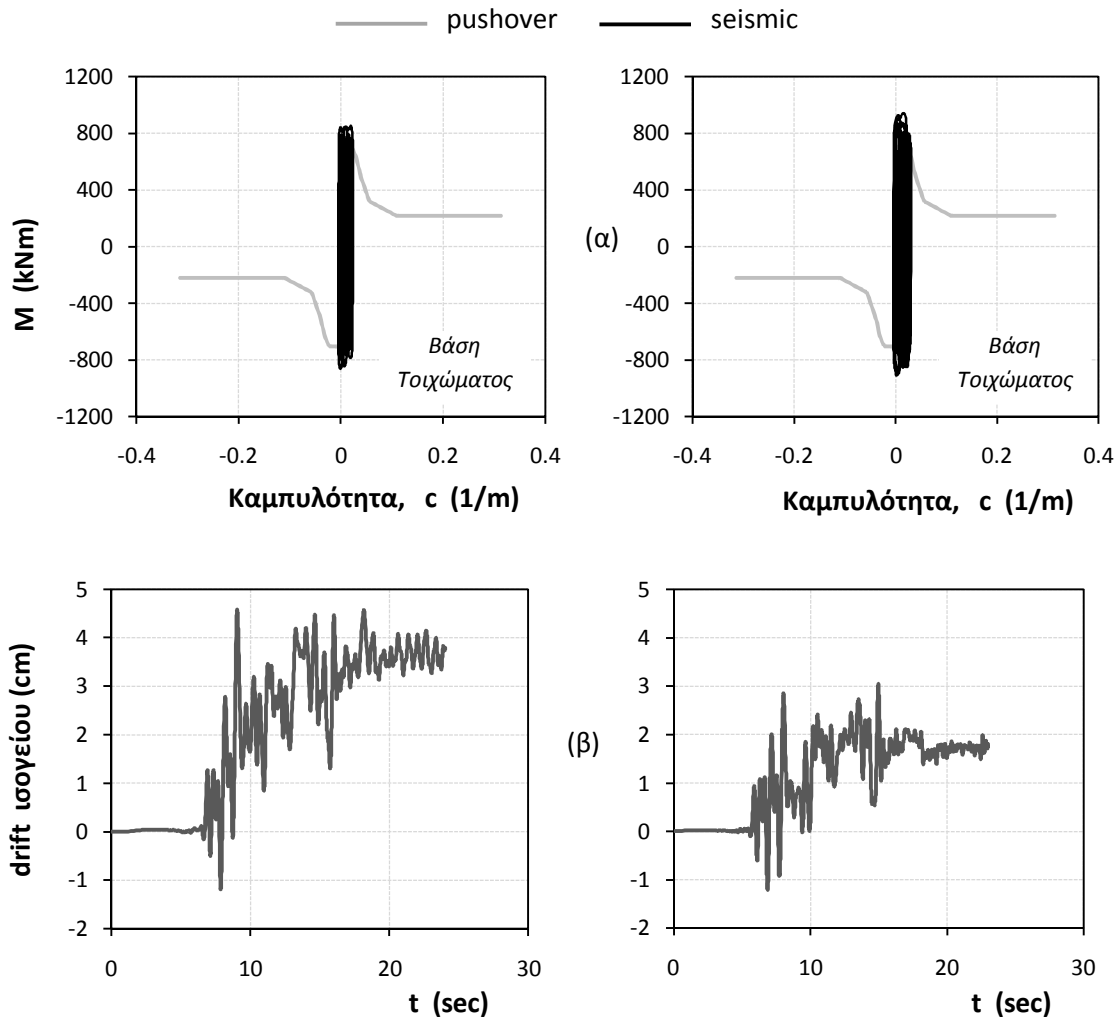 pushover seismic
1200
800
400
0
-400
-800
-1200
M (kNm)
-0.4 -0.2 0 0.2 0.4
Καμπυλότητα, c (1/m)
Βάση
Τοιχώματος
(α)
1200
800
400
0
-400
-800
-1200
-0.4 -0.2 0 0.2 0.4
Καμπυλότητα, c (1/m)
Βάση
Τοιχώματος
5
4
3
2
1
0
-1
-2
drift ισογείου (cm)
0 10 20 30
t (sec)
(β)
5
4
3
2
1
0
-1
-2
0 10 20 30
t (sec)